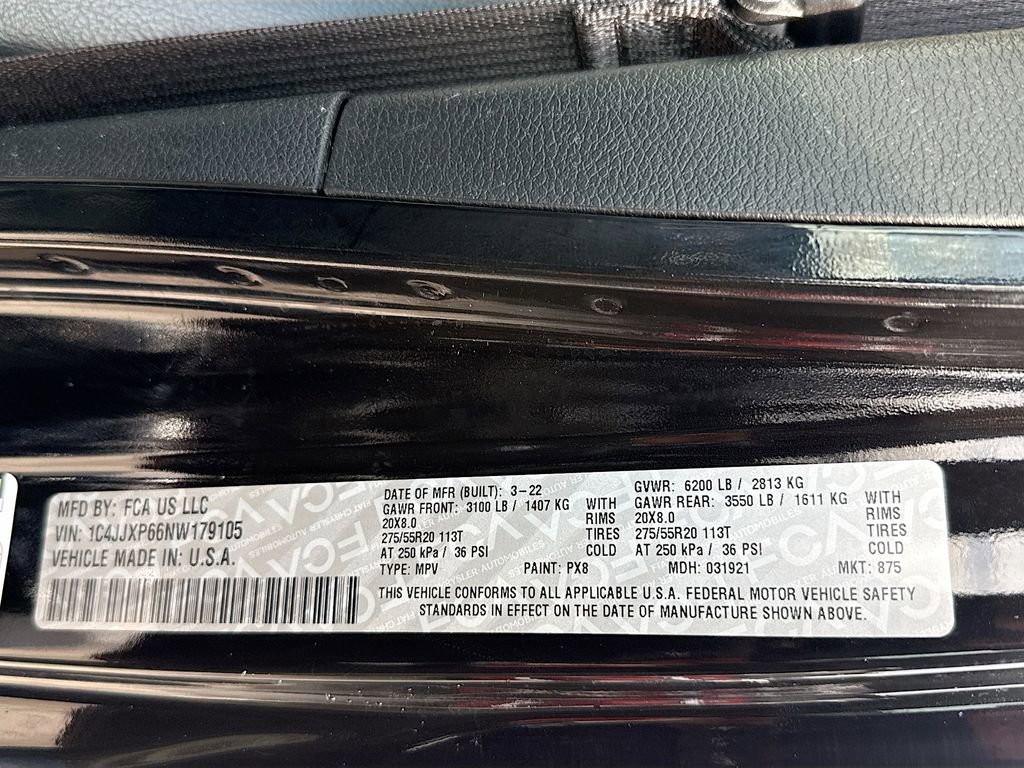 MFD BY: FCA US LLC
VIN: 1C4JJXP66NW179105
VEHICLE MADE IN: U.S.A.
DATE OF MFR (BUILT): 3-22
GAWR FRONT: 3100 LB / 1407 KG WITH
20X8.0 RIMS
275/55R20 113T TIRES
AT 250 kPa / 36 PSI COLD
GVWR: 6200 LB / 2813 KG
GAWR REAR: 3550 LB / 1611 KG WITH
20X8.0 RIMS
275/55R20 113T TIRES
AT 250 kPa / 36 PSI COLD
TYPE: MPV PAINT: PX8 MDH: 031921 MKT: 875
THIS VEHICLE CONFORMS TO ALL APPLICABLE U.S.A. FEDERAL MOTOR VEHICLE SAFETY
STANDARDS IN EFFECT ON THE DATE OF MANUFACTURE SHOWN ABOVE.